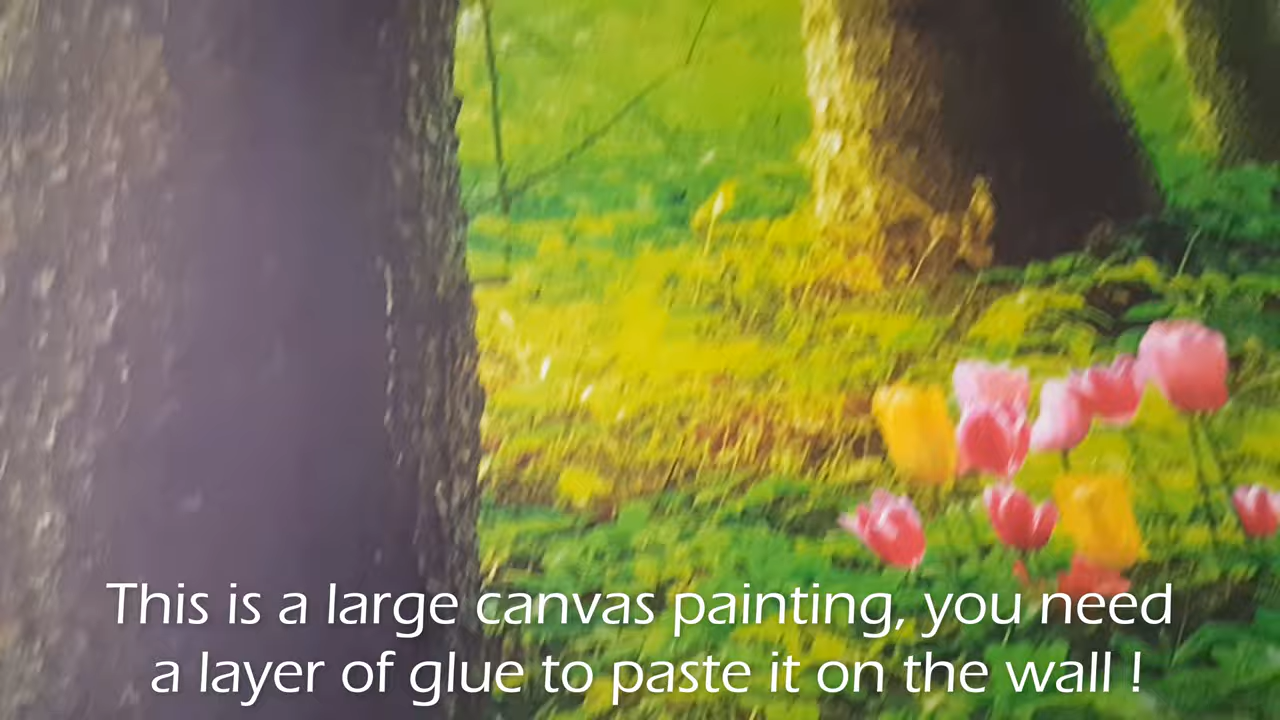 This is a large canvas painting, you need
a layer of glue to paste it on the wall !